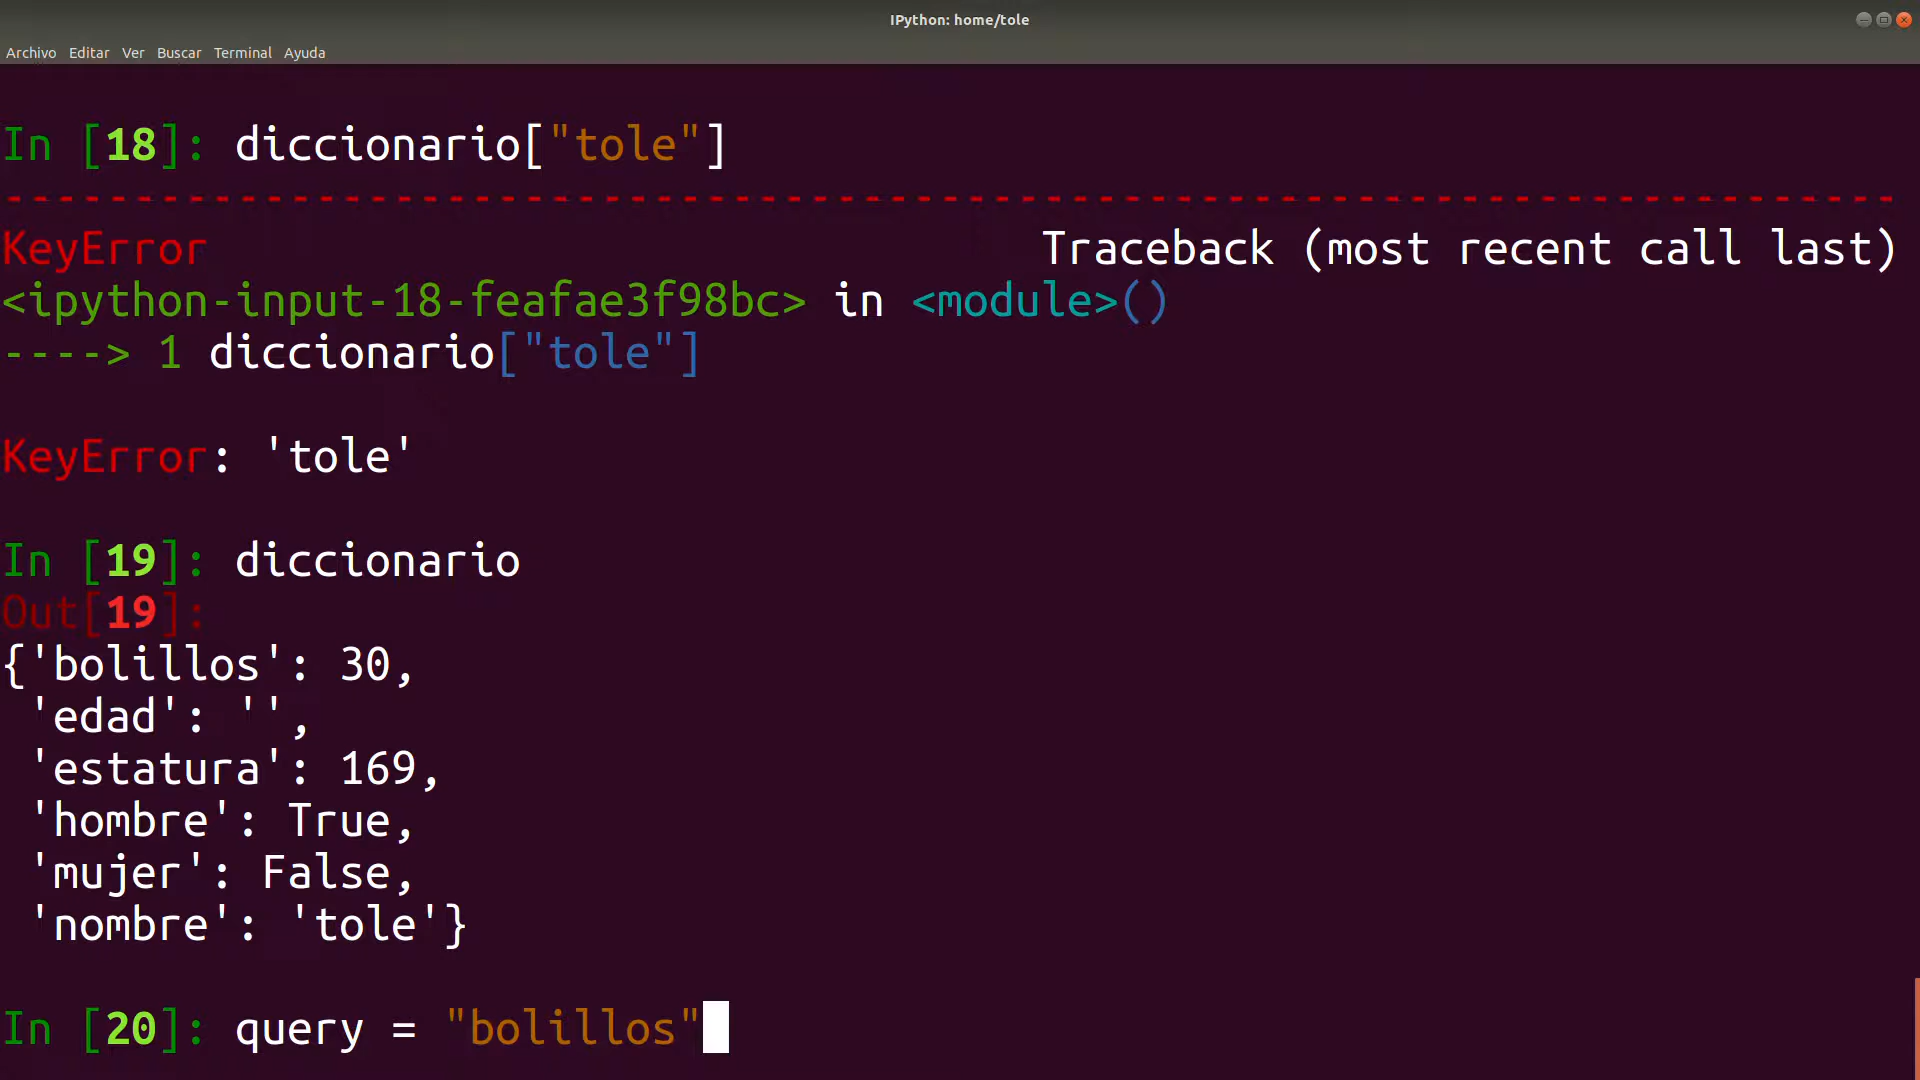 IPython: home/tole
Archivo Editar Ver Buscar Terminal Ayuda
In [18]: diccionario["tole"]
---------------------------------------------------------------------------
KeyError                                Traceback (most recent call last)
<ipython-input-18-feafae3f98bc> in <module>()
----> 1 diccionario["tole"]
KeyError: 'tole'
In [19]: diccionario
Out[19]:
{'bolillos': 30,
 'edad': '',
 'estatura': 169,
 'hombre': True,
 'mujer': False,
 'nombre': 'tole'}
In [20]: query = "bolillos"